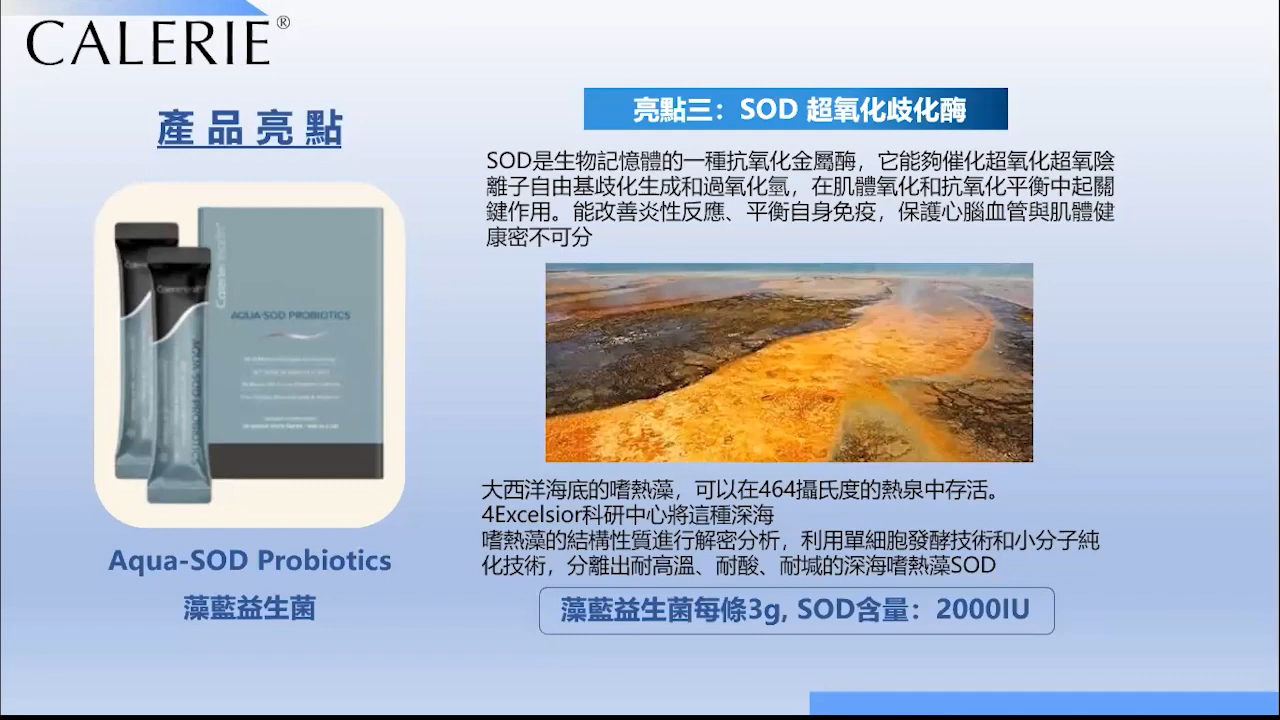 CALERIE®
產品亮點
亮點三：SOD 超氧化歧化酶
SOD是生物記憶體的一種抗氧化金屬酶，它能夠催化超氧化超氧陰
離子自由基歧化生成和過氧化氫，在肌體氧化和抗氧化平衡中起關
鍵作用。能改善炎性反應、平衡自身免疫，保護心腦血管與肌體健
康密不可分
AQUA-SOD PROBIOTICS
大西洋海底的嗜熱藻，可以在464攝氏度的熱泉中存活。
4Excelsior科研中心將這種深海
嗜熱藻的結構性質進行解密分析，利用單細胞發酵技術和小分子純
化技術，分離出耐高溫、耐酸、耐堿的深海嗜熱藻SOD
Aqua-SOD Probiotics
藻藍益生菌
藻藍益生菌每條3g, SOD含量：2000IU